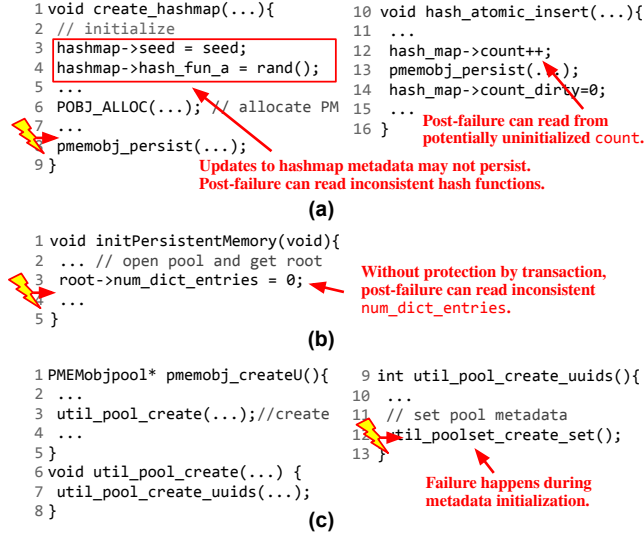 1 void create_hashmap(...){
2 // initialize
3 hashmap->seed = seed;
4 hashmap->hash_fun_a = rand();
5 ...
6 POBJ_ALLOC(...); // allocate PM
7 ...
pmemobj_persist(...);
9 }
Updates to hashmap metadata may not persist.
Post-failure can read inconsistent hash functions.
10 void hash_atomic_insert(...){
11 ...
12 hash_map->count++;
13 pmemobj_persist(...);
14 hash_map->count_dirty=0;
15 ...
16 }
Post-failure can read from
potentially uninitialized count.
(a)
1 void initPersistentMemory(void){
2 ... // open pool and get root
3 root->num_dict_entries = 0;
4 ...
5 }
Without protection by transaction,
post-failure can read inconsistent
num_dict_entries.
(b)
1 PMEMobjpool* pmemobj_createU(){
2 ...
3 util_pool_create(...);//create
4 ...
5 }
6 void util_pool_create(...) {
7 util_pool_create_uuids(...);
8 }
9 int util_pool_create_uuids(){
10 ...
11 // set pool metadata
12 util_poolset_create_set();
13 }
Failure happens during
metadata initialization.
(c)